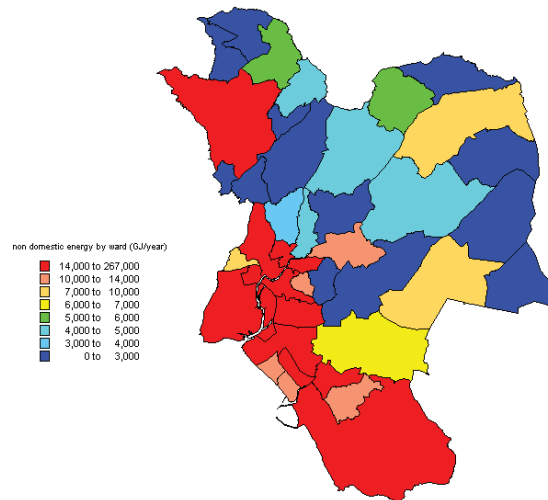 non domestic energy by ward (GJ/year)
14,000 to 267,000
10,000 to 14,000
7,000 to 10,000
6,000 to 7,000
5,000 to 6,000
4,000 to 5,000
3,000 to 4,000
0 to 3,000